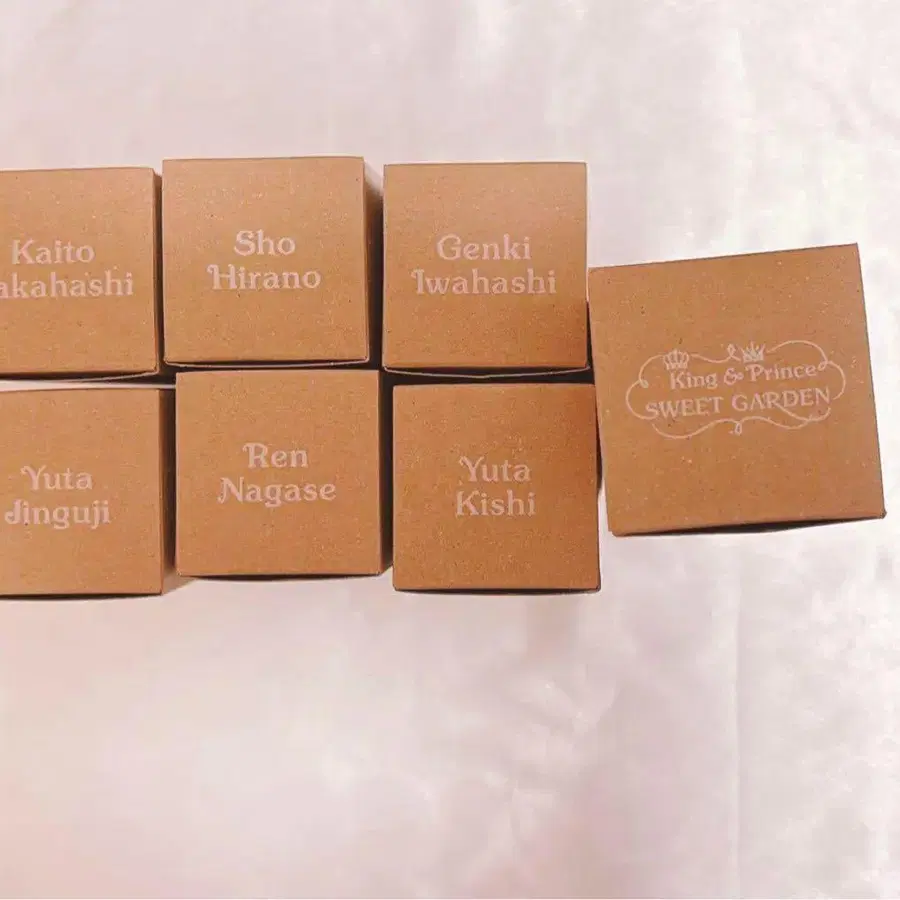 Kaito
akahashi
Sho
Hirano
Genki
Iwahashi
King & Prince
SWEET GARDEN
Yuta
Jinguji
Ren
Nagase
Yuta
Kishi